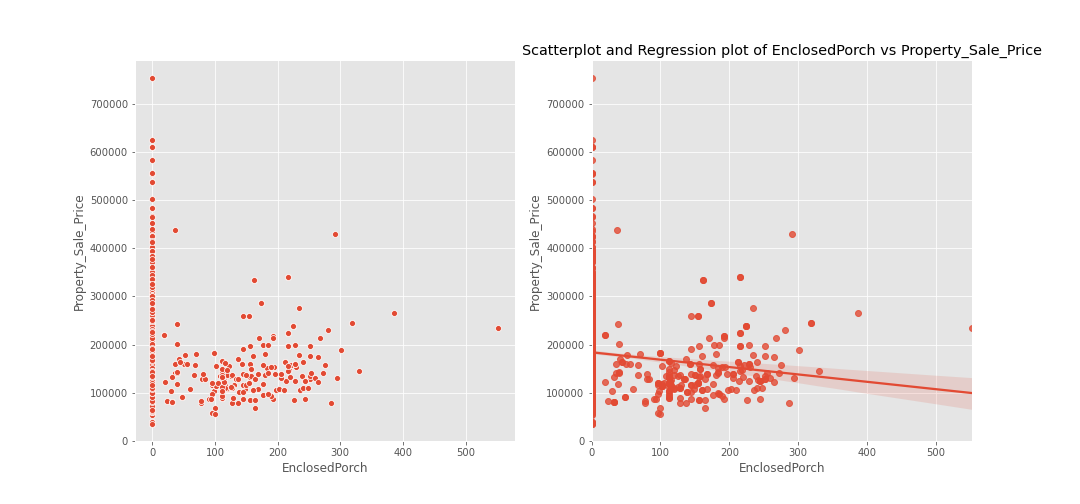 Scatterplot and Regression plot of EnclosedPorch vs Property_Sale_Price
Property_Sale_Price
700000
600000
500000
400000
300000
200000
100000
0
0 100 200 300 400 500
EnclosedPorch
Property_Sale_Price
700000
600000
500000
400000
300000
200000
100000
0
0 100 200 300 400 500
EnclosedPorch